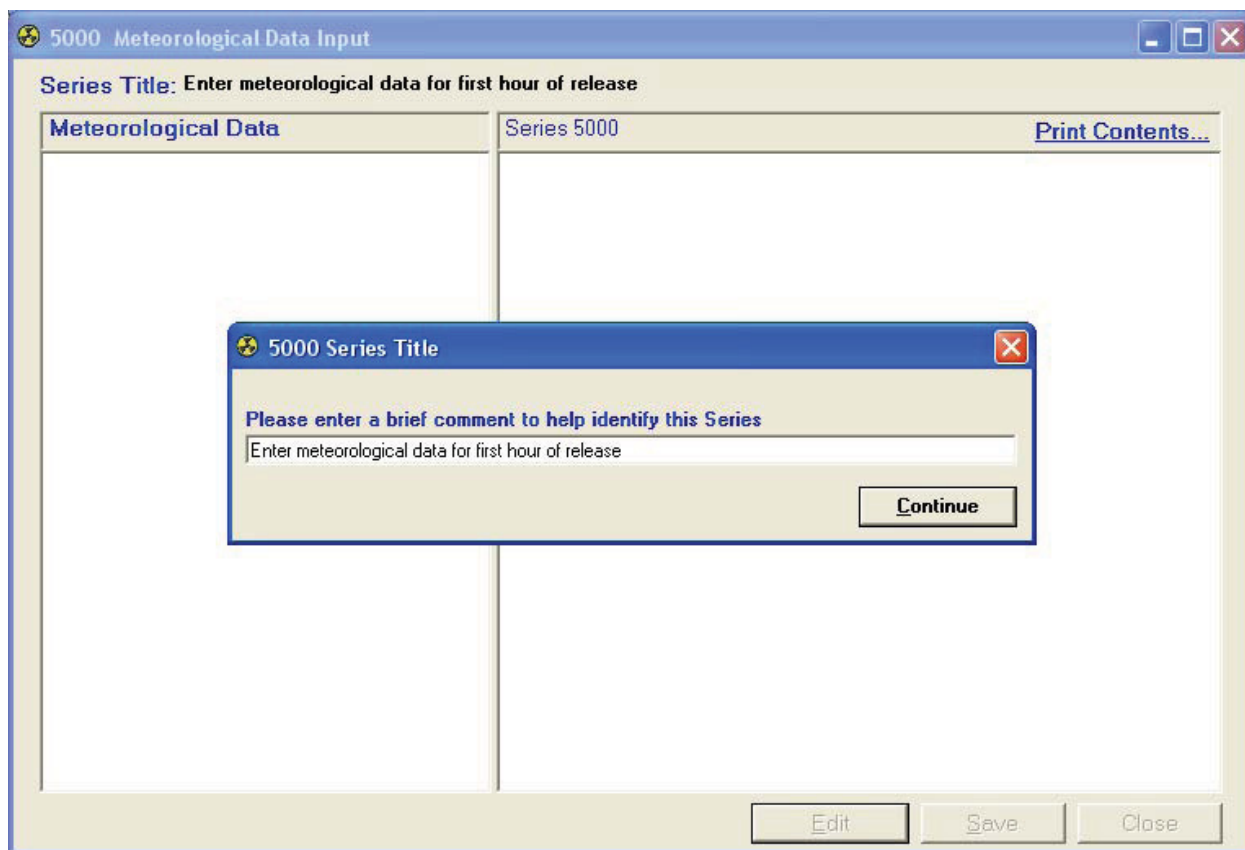 5000 Meteorological Data Input
Series Title: Enter meteorological data for first hour of release
Meteorological Data
Series 5000
Print Contents...
5000 Series Title
Please enter a brief comment to help identify this Series
Enter meteorological data for first hour of release
Continue
Edit
Save
Close